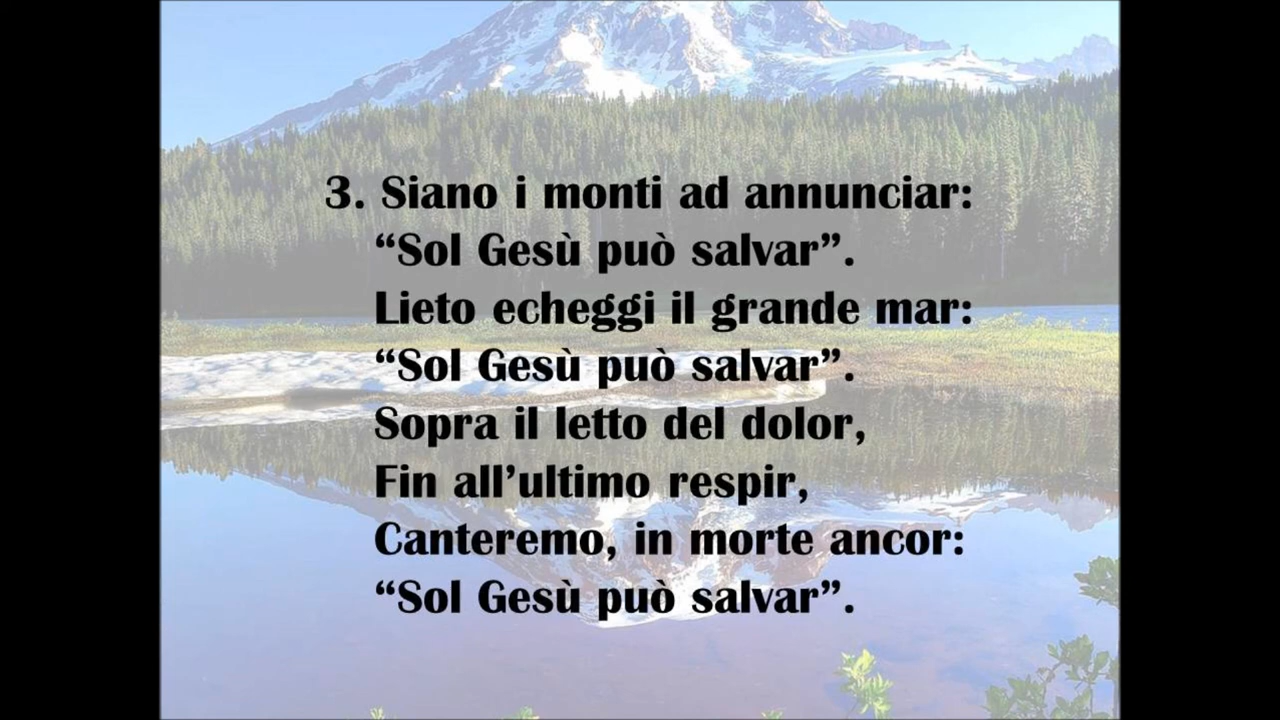 3. Siano i monti ad annunciar:
“Sol Gesù può salvar”.
Lieto echeggi il grande mar:
“Sol Gesù può salvar”.
Sopra il letto del dolor,
Fin all’ultimo respir,
Canteremo, in morte ancor:
“Sol Gesù può salvar”.